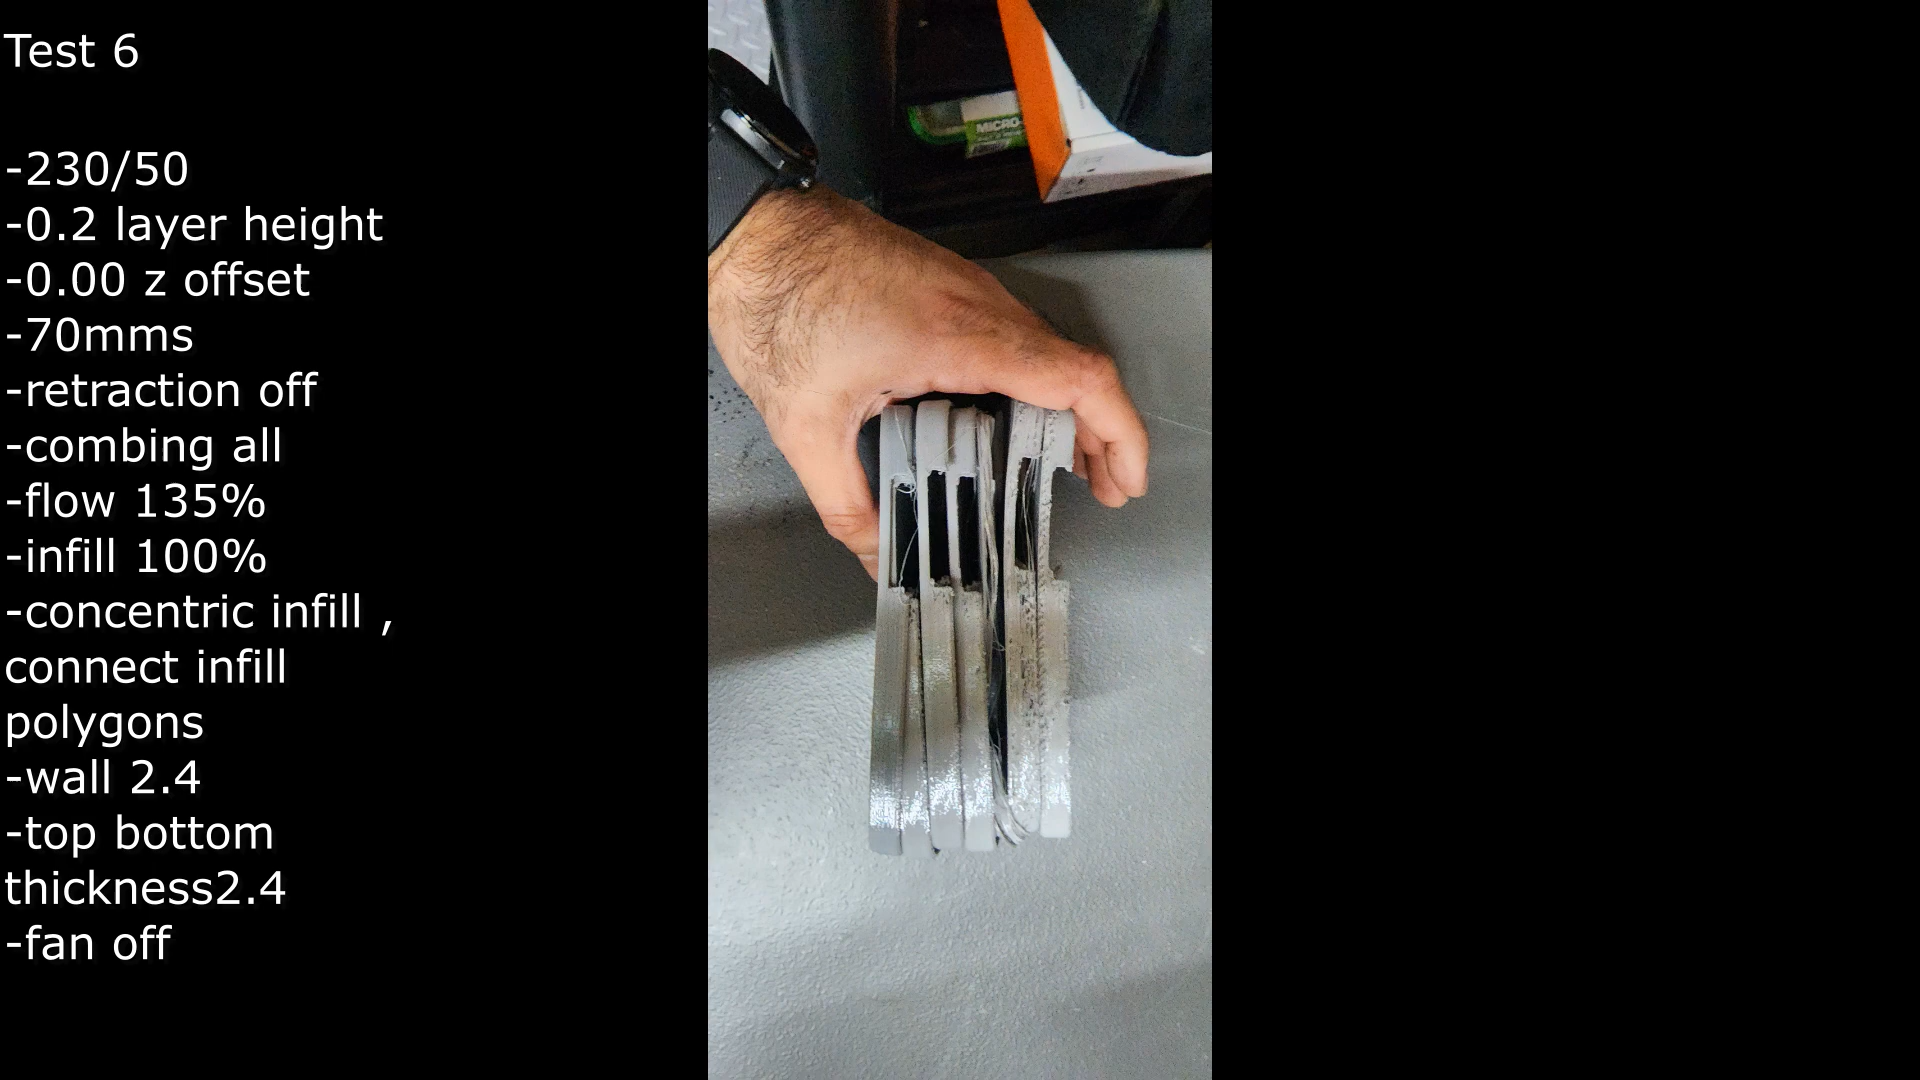 Test 6
-230/50
-0.2 layer height
-0.00 z offset
-70mms
-retraction off
-combing all
-flow 135%
-infill 100%
-concentric infill ,
connect infill
polygons
-wall 2.4
-top bottom
thickness2.4
-fan off
MICRO-